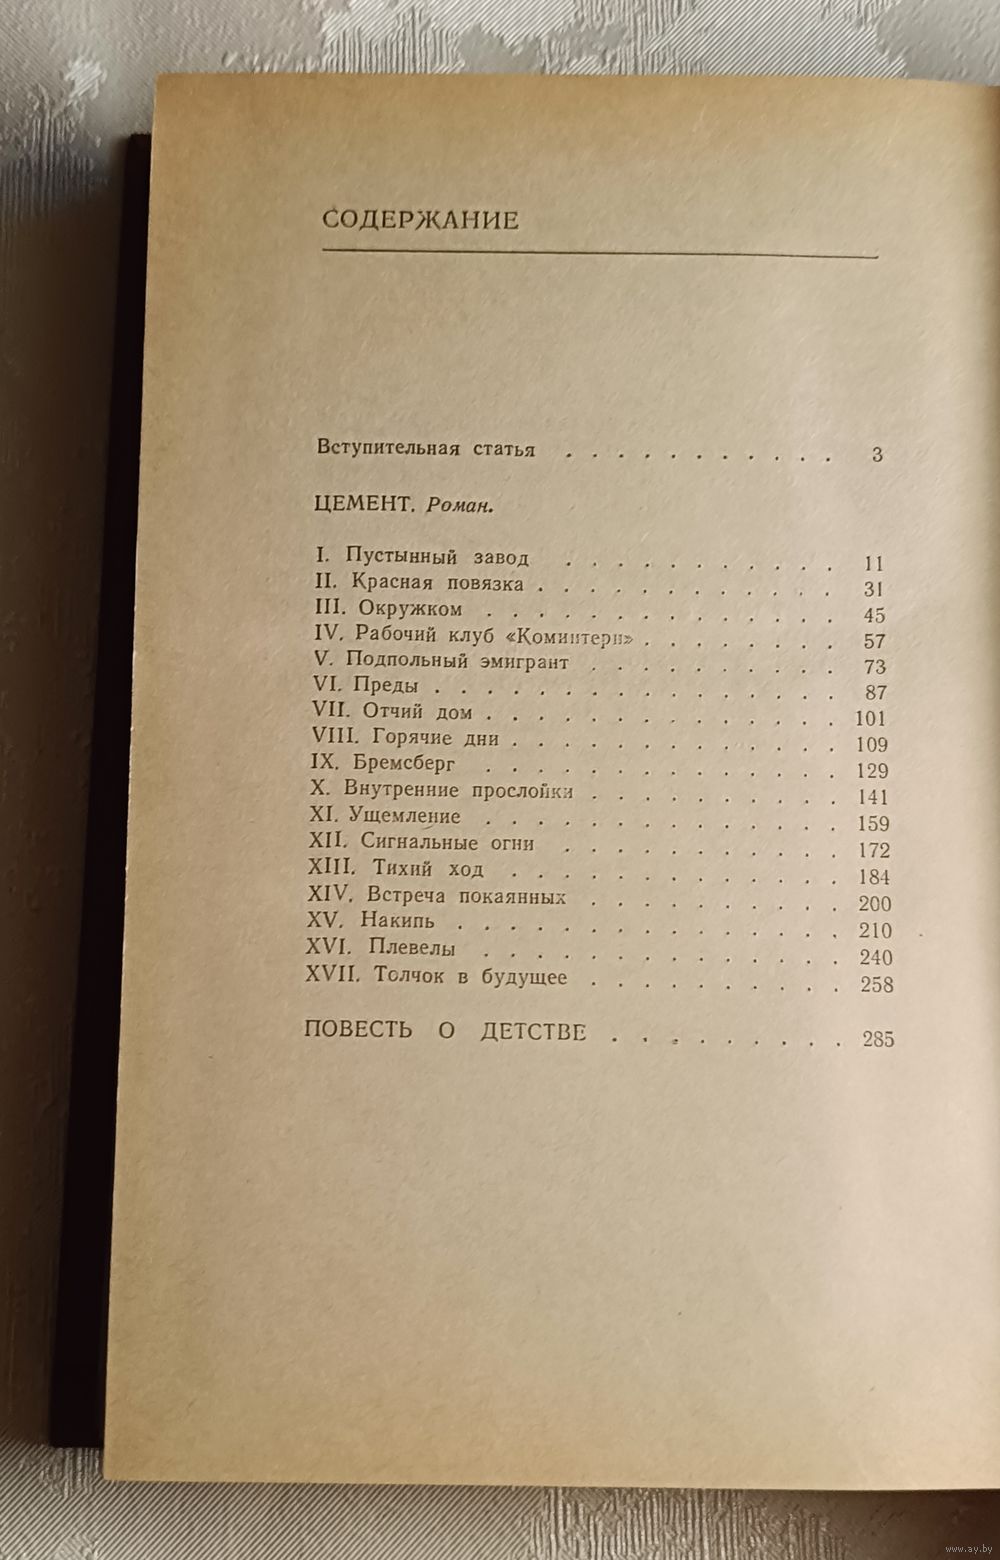 СОДЕРЖАНИЕ
Вступительная статья . . . . . . . . . . . 3
ЦЕМЕНТ. Роман.
I. Пустынный завод . . . . . . . . . . . 11
II. Красная повязка . . . . . . . . . . . . 31
III. Окружком . . . . . . . . . . . . . . 45
IV. Рабочий клуб «Коминтерн» . . . . . . . . 57
V. Подпольный эмигрант . . . . . . . . . . 73
VI. Преды . . . . . . . . . . . . . . . . 87
VII. Отчий дом . . . . . . . . . . . . . . 101
VIII. Горячие дни . . . . . . . . . . . . . 109
IX. Бремсберг . . . . . . . . . . . . . . 129
X. Внутренние прослойки . . . . . . . . . . 141
XI. Ущемление . . . . . . . . . . . . . . 159
XII. Сигнальные огни . . . . . . . . . . . 172
XIII. Тихий ход . . . . . . . . . . . . . 184
XIV. Встреча покаянных . . . . . . . . . . 200
XV. Накипь . . . . . . . . . . . . . . . 210
XVI. Плевелы . . . . . . . . . . . . . . 240
XVII. Толчок в будущее . . . . . . . . . . 258
ПОВЕСТЬ О ДЕТСТВЕ . . . . . . . . . 285
www.ay.by